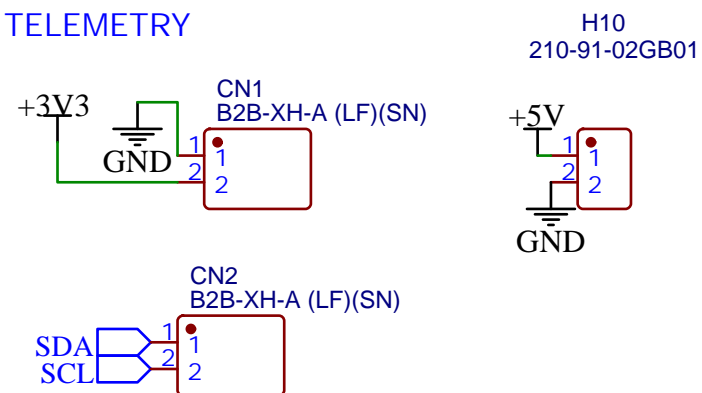 TELEMETRY
H10
210-91-02GB01
CN1
B2B-XH-A (LF)(SN)
+3V3
GND
1
1
2
2
+5V
1
1
2
2
GND
CN2
B2B-XH-A (LF)(SN)
SDA
1
1
SCL
2
2